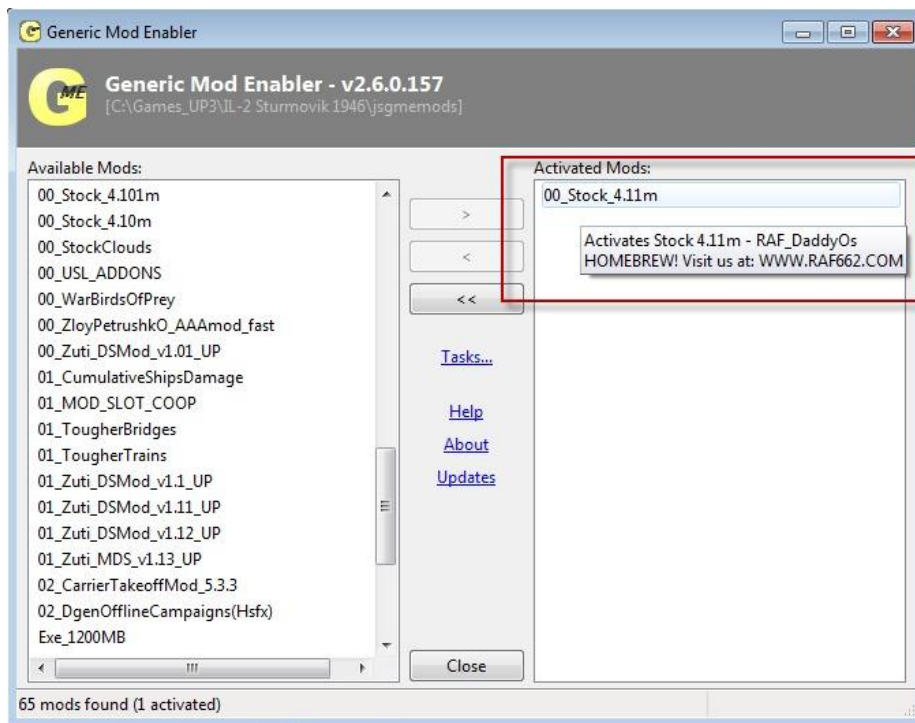 Generic Mod Enabler
GME
Generic Mod Enabler - v2.6.0.157
[C:\Games_UP3\IL-2 Sturmovik 1946\jsgmemods]
Available Mods:
00_Stock_4.101m
00_Stock_4.10m
00_StockClouds
00_USL_ADDONS
00_WarBirdsOfPrey
00_ZloyPetrushkO_AAAmod_fast
00_Zuti_DSMod_v1.01_UP
01_CumulativeShipsDamage
01_MOD_SLOT_COOP
01_TougherBridges
01_TougherTrains
01_Zuti_DSMod_v1.1_UP
01_Zuti_DSMod_v1.11_UP
01_Zuti_DSMod_v1.12_UP
01_Zuti_MDS_v1.13_UP
02_CarrierTakeoffMod_5.3.3
02_DgenOfflineCampaigns(Hsfx)
Exe_1200MB
>
<
<<
Tasks...
Help
About
Updates
Close
Activated Mods:
00_Stock_4.11m
Activates Stock 4.11m - RAF_DaddyOs
HOMEBREW! Visit us at: WWW.RAF662.COM
65 mods found (1 activated)